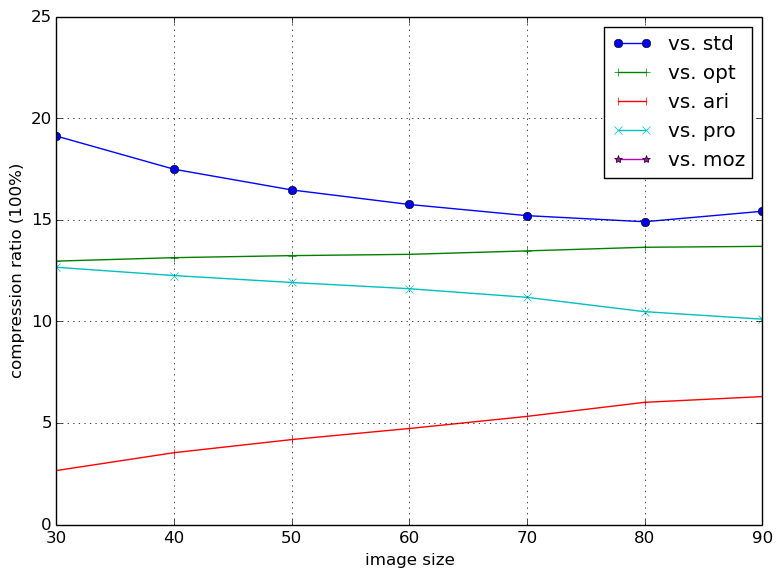 25
20
15
10
5
0
compression ratio (100%)
30 40 50 60 70 80 90
image size
vs. std
vs. opt
vs. ari
vs. pro
vs. moz